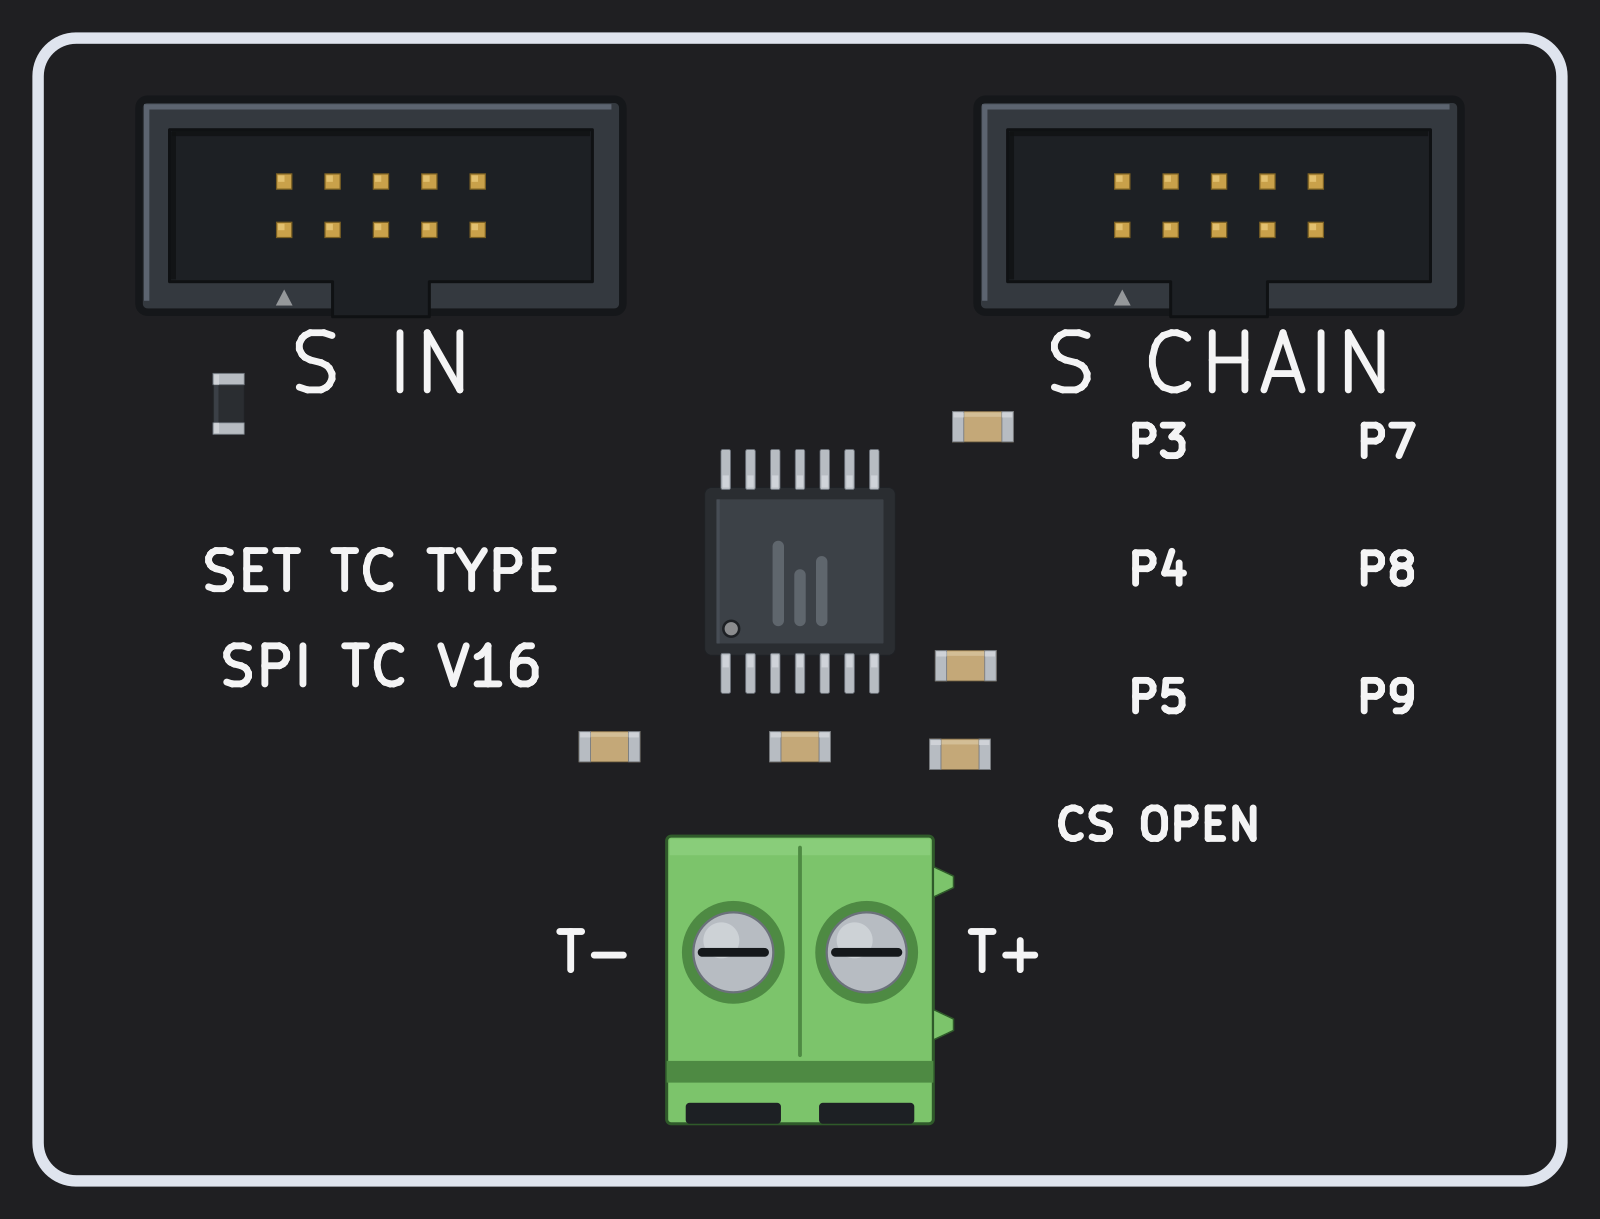 S IN
S CHAIN
P3 P7
SET TC TYPE
P4 P8
SPI TC V16
P5 P9
CS OPEN
T- T+